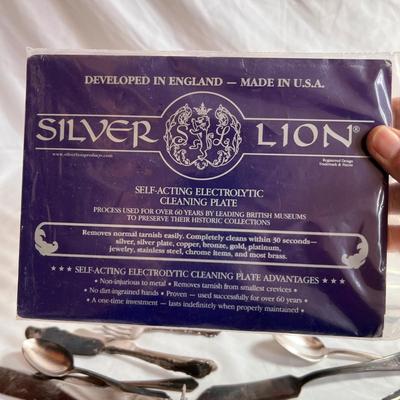 DEVELOPED IN ENGLAND — MADE IN U.S.A.
SILVER SL LION®
www.silverlionproducts.com
Registered Design
Trademark & Patent
SELF-ACTING ELECTROLYTIC
CLEANING PLATE
PROCESS USED FOR OVER 60 YEARS BY LEADING BRITISH MUSEUMS
TO PRESERVE THEIR HISTORIC COLLECTIONS
Removes normal tarnish easily. Completely cleans within 30 seconds—
silver, silver plate, copper, bronze, gold, platinum,
jewelry, stainless steel, chrome items, and most brass.
★★★ SELF-ACTING ELECTROLYTIC CLEANING PLATE ADVANTAGES ★★★
• Non-injurious to metal • Removes tarnish from smallest crevices •
No dirt ingrained hands • Proven — used successfully for over 60 years •
A one-time investment — lasts indefinitely when properly maintained